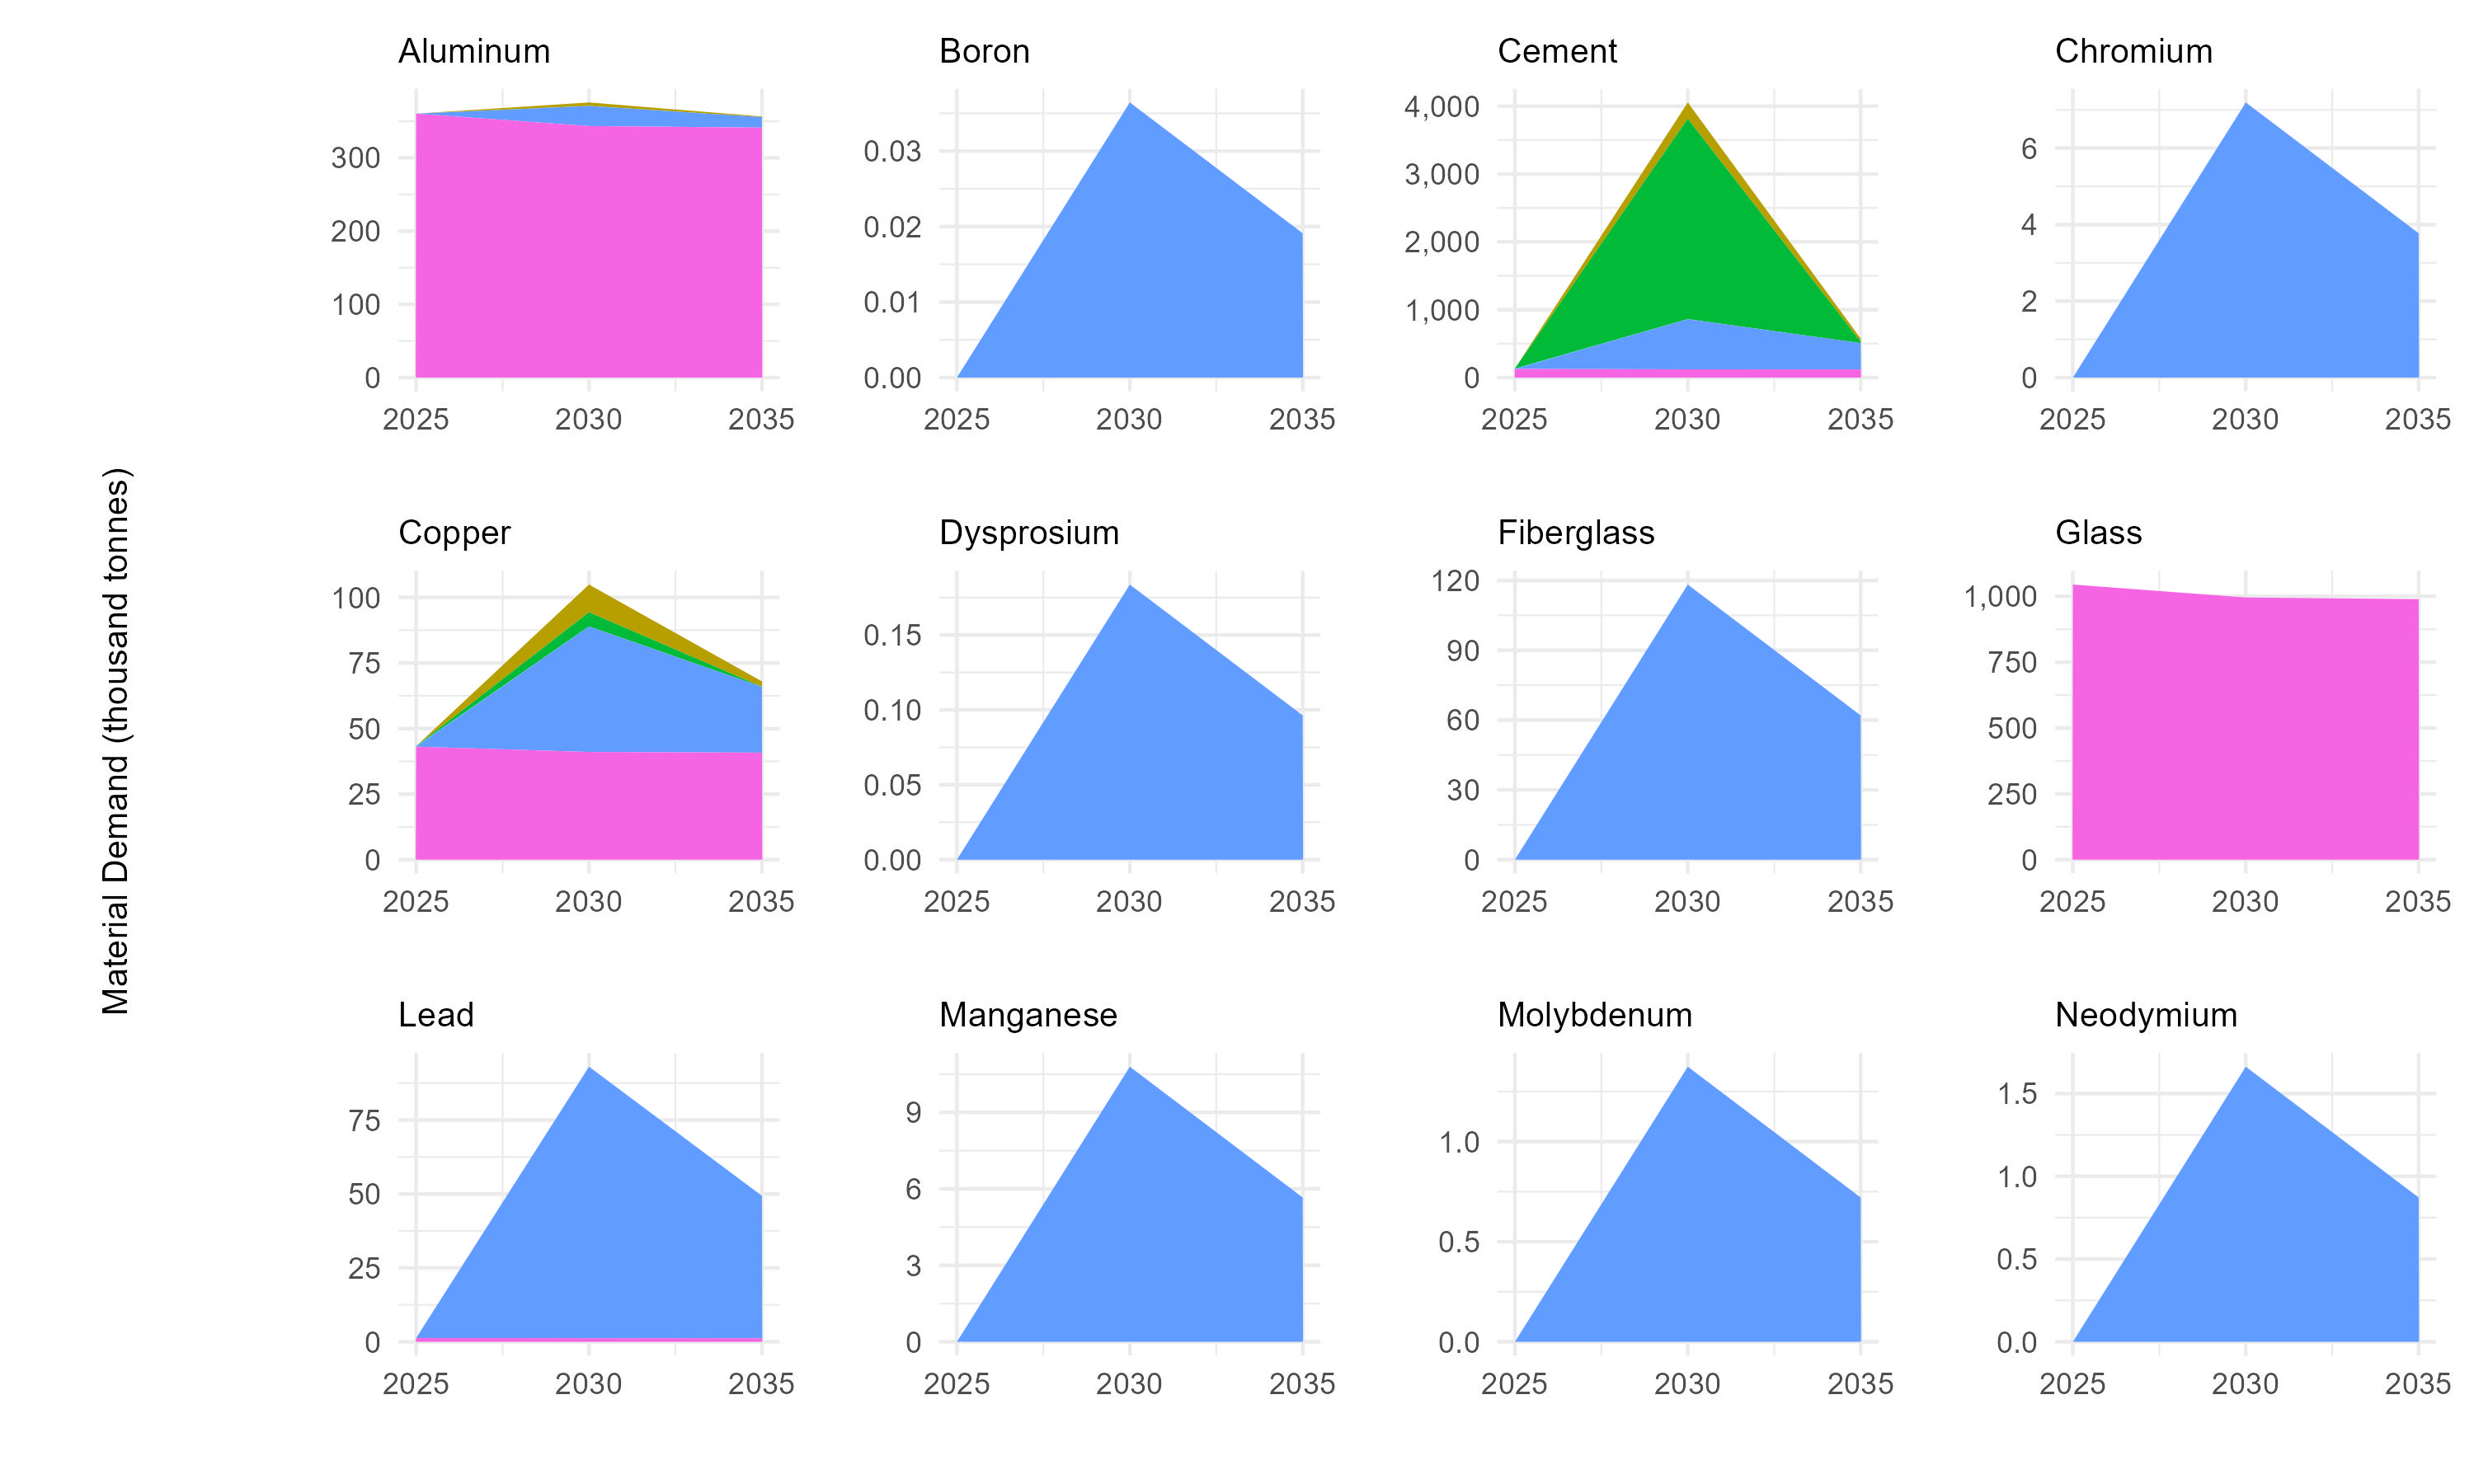 Material Demand (thousand tonnes)
Aluminum
300
200
100
0
2025 2030 2035
Boron
0.03
0.02
0.01
0.00
2025 2030 2035
Cement
4,000
3,000
2,000
1,000
0
2025 2030 2035
Chromium
6
4
2
0
2025 2030 2035
Copper
100
75
50
25
0
2025 2030 2035
Dysprosium
0.15
0.10
0.05
0.00
2025 2030 2035
Fiberglass
120
90
60
30
0
2025 2030 2035
Glass
1,000
750
500
250
0
2025 2030 2035
Lead
75
50
25
0
2025 2030 2035
Manganese
9
6
3
0
2025 2030 2035
Molybdenum
1.0
0.5
0.0
2025 2030 2035
Neodymium
1.5
1.0
0.5
0.0
2025 2030 2035